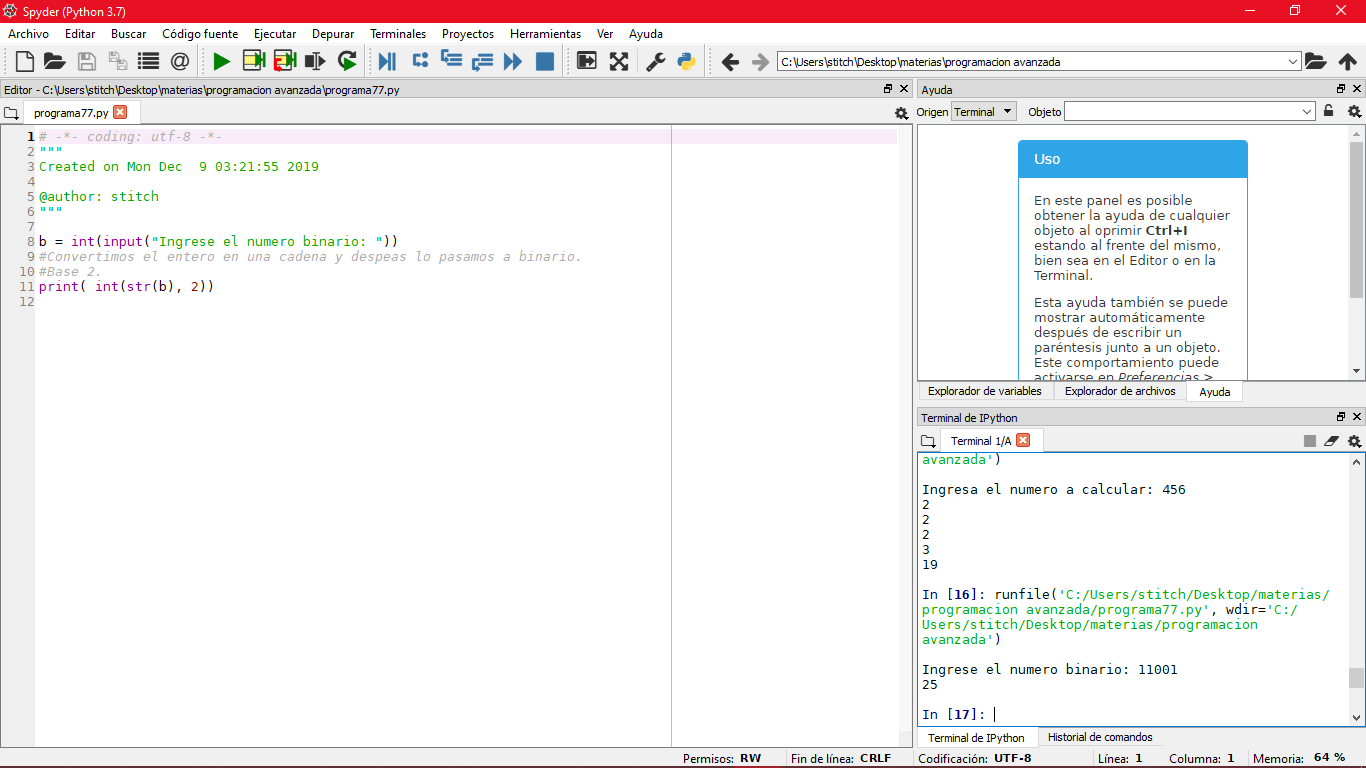 Spyder (Python 3.7)
Archivo Editar Buscar Código fuente Ejecutar Depurar Terminales Proyectos Herramientas Ver Ayuda
C:\Users\stitch\Desktop\materias\programacion avanzada
Editor - C:\Users\stitch\Desktop\materias\programacion avanzada\programa77.py
programa77.py
1 # -*- coding: utf-8 -*-
2 """
3 Created on Mon Dec  9 03:21:55 2019
4
5 @author: stitch
6 """
7
8 b = int(input("Ingrese el numero binario: "))
9 #Convertimos el entero en una cadena y despeas lo pasamos a binario.
10 #Base 2.
11 print( int(str(b), 2))
12
Ayuda
Origen Terminal Objeto
Uso
En este panel es posible
obtener la ayuda de cualquier
objeto al oprimir Ctrl+I
estando al frente del mismo,
bien sea en el Editor o en la
Terminal.
Esta ayuda también se puede
mostrar automáticamente
después de escribir un
paréntesis junto a un objeto.
Este comportamiento puede
activarse en Preferencias >
Explorador de variables Explorador de archivos Ayuda
Terminal de IPython
Terminal 1/A
avanzada')
Ingresa el numero a calcular: 456
2
2
2
3
19
In [16]: runfile('C:/Users/stitch/Desktop/materias/
programacion avanzada/programa77.py', wdir='C:/
Users/stitch/Desktop/materias/programacion
avanzada')
Ingrese el numero binario: 11001
25
In [17]:
Terminal de IPython Historial de comandos
Permisos: RW Fin de línea: CRLF Codificación: UTF-8 Línea: 1 Columna: 1 Memoria: 64 %